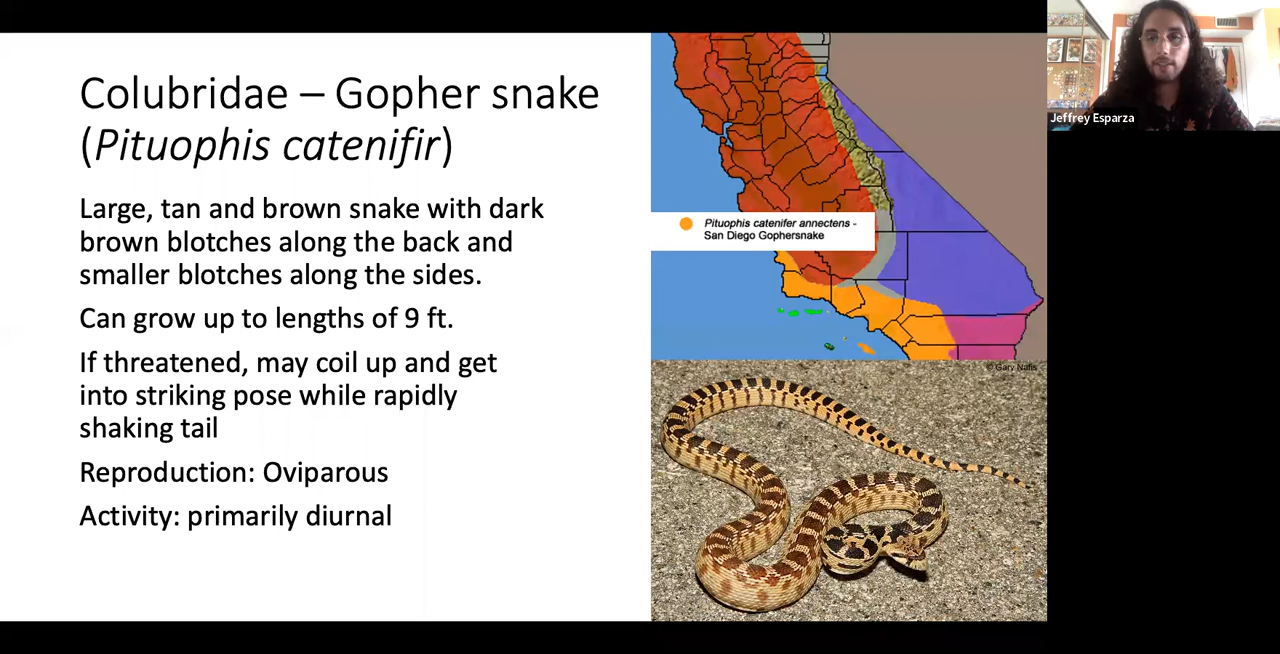 Colubridae – Gopher snake
(Pituophis catenifir)
Large, tan and brown snake with dark
brown blotches along the back and
smaller blotches along the sides.
Can grow up to lengths of 9 ft.
If threatened, may coil up and get
into striking pose while rapidly
shaking tail
Reproduction: Oviparous
Activity: primarily diurnal
Pituophis catenifer annectens -
San Diego Gophersnake
© Gary Nafis
Jeffrey Esparza